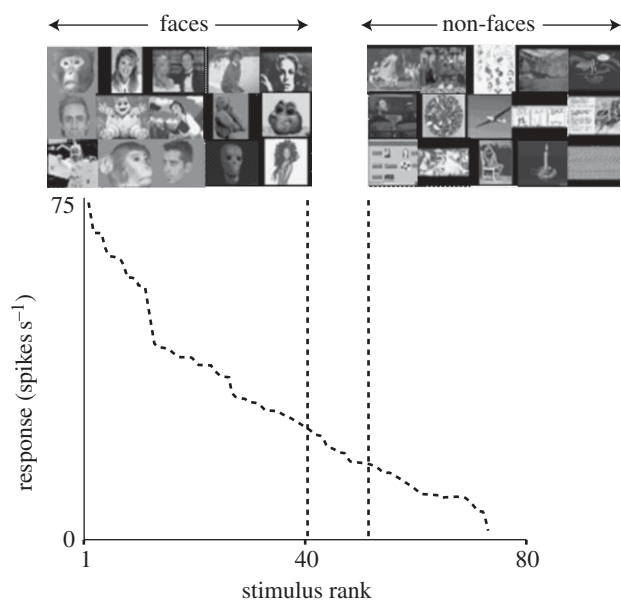 faces
non-faces
75
response (spikes s⁻¹)
0
1
40
80
stimulus rank